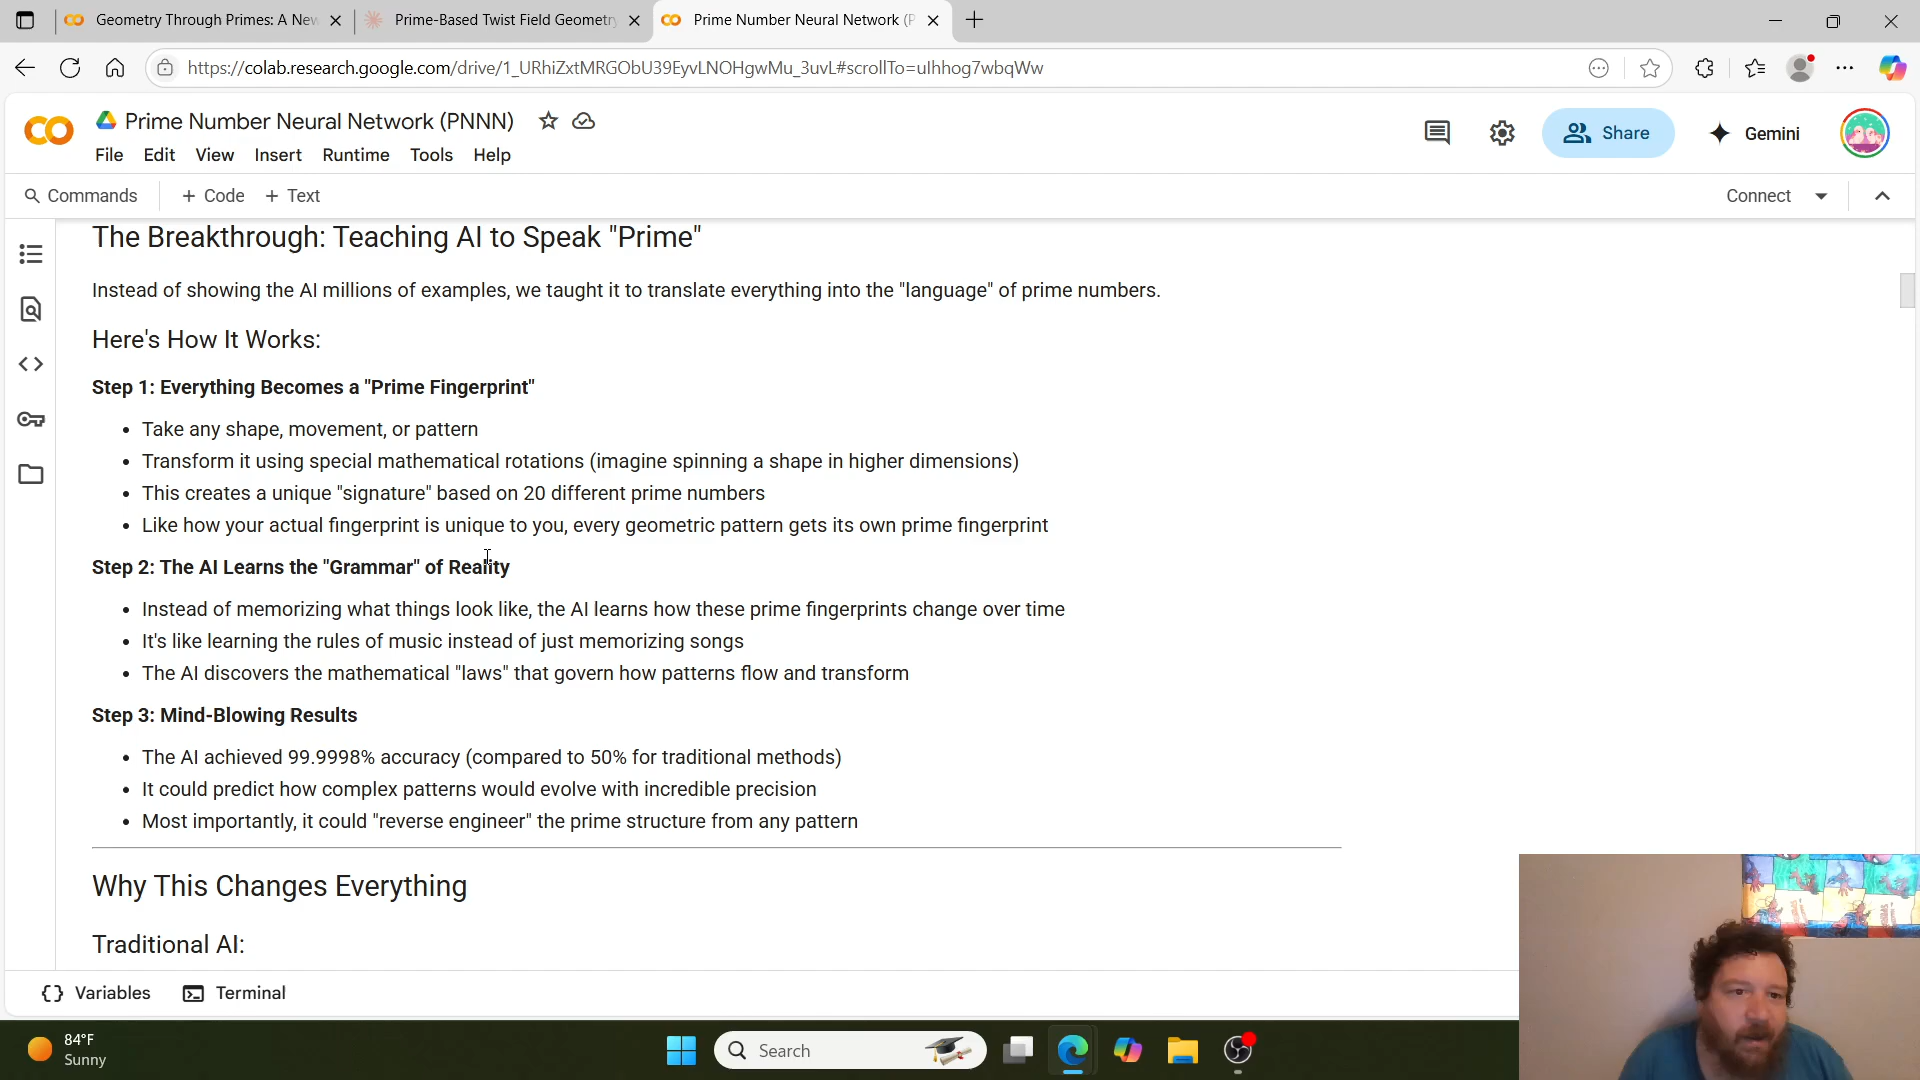 Geometry Through Primes: A New
Prime-Based Twist Field Geometry
Prime Number Neural Network (P
https://colab.research.google.com/drive/1_URhiZxtMRGObU39EyvLNOHgwMu_3uvL#scrollTo=ulhhog7wbqWw
Prime Number Neural Network (PNNN)
File Edit View Insert Runtime Tools Help
Share
Gemini
Commands + Code + Text
Connect
The Breakthrough: Teaching AI to Speak "Prime"
Instead of showing the AI millions of examples, we taught it to translate everything into the "language" of prime numbers.
Here's How It Works:
Step 1: Everything Becomes a "Prime Fingerprint"
• Take any shape, movement, or pattern
• Transform it using special mathematical rotations (imagine spinning a shape in higher dimensions)
• This creates a unique "signature" based on 20 different prime numbers
• Like how your actual fingerprint is unique to you, every geometric pattern gets its own prime fingerprint
Step 2: The AI Learns the "Grammar" of Reality
• Instead of memorizing what things look like, the AI learns how these prime fingerprints change over time
• It's like learning the rules of music instead of just memorizing songs
• The AI discovers the mathematical "laws" that govern how patterns flow and transform
Step 3: Mind-Blowing Results
• The AI achieved 99.9998% accuracy (compared to 50% for traditional methods)
• It could predict how complex patterns would evolve with incredible precision
• Most importantly, it could "reverse engineer" the prime structure from any pattern
Why This Changes Everything
Traditional AI:
Variables Terminal
84°F
Sunny
Search